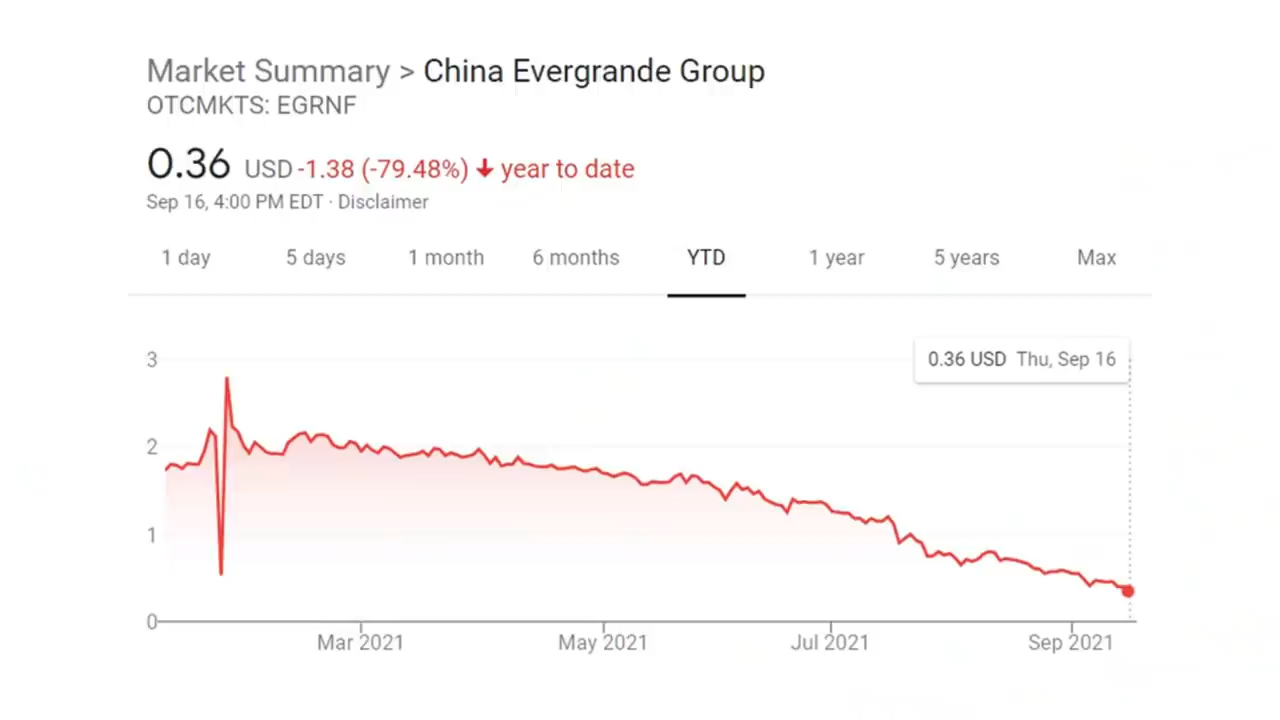 Market Summary > China Evergrande Group
OTCMKTS: EGRNF
0.36 USD -1.38 (-79.48%) ↓ year to date
Sep 16, 4:00 PM EDT · Disclaimer
1 day 5 days 1 month 6 months YTD 1 year 5 years Max
0.36 USD Thu, Sep 16
3
2
1
0
Mar 2021 May 2021 Jul 2021 Sep 2021